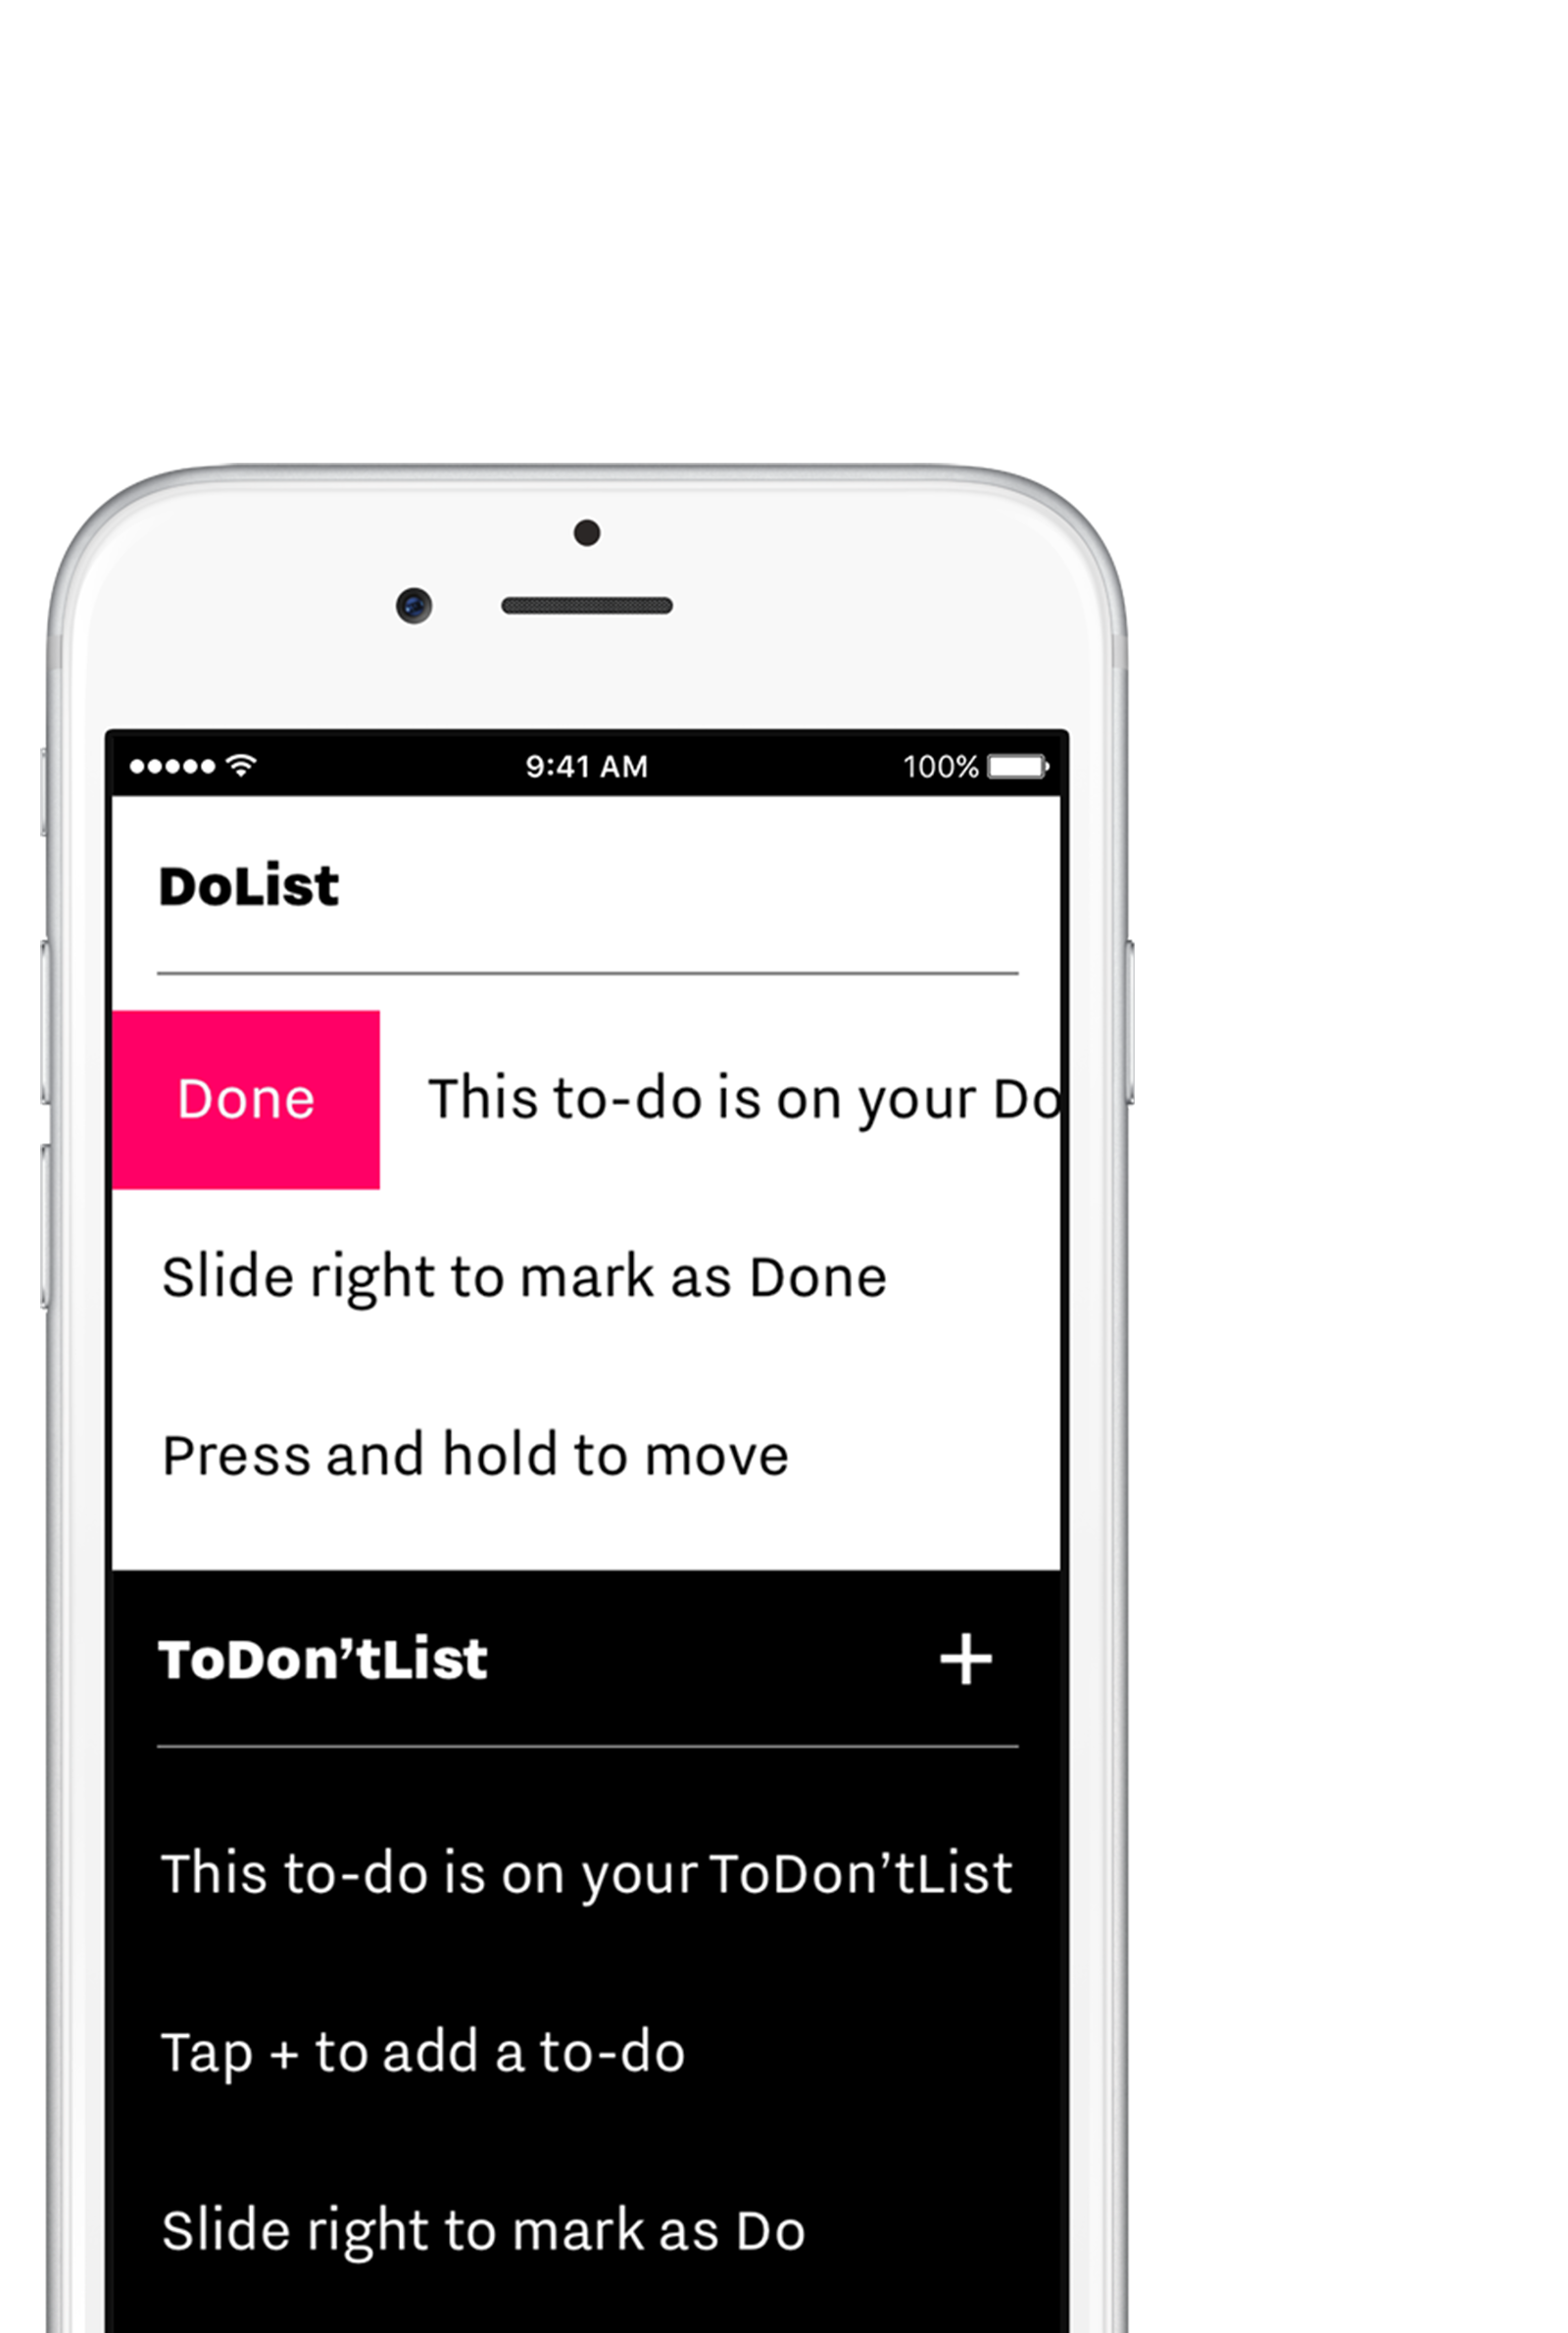 9:41 AM 100%
DoList
Done This to-do is on your Do
Slide right to mark as Done
Press and hold to move
ToDon’tList +
This to-do is on your ToDon’tList
Tap + to add a to-do
Slide right to mark as Do